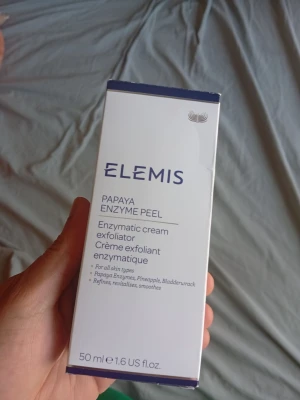 ELEMIS
PAPAYA
ENZYME PEEL
Enzymatic cream
exfoliator
Crème exfoliant
enzymatique
• For all skin types
• Papaya Enzymes, Pineapple, Bladderwrack
• Refines, revitalises, smoothes
50 ml e 1.6 US fl.oz.